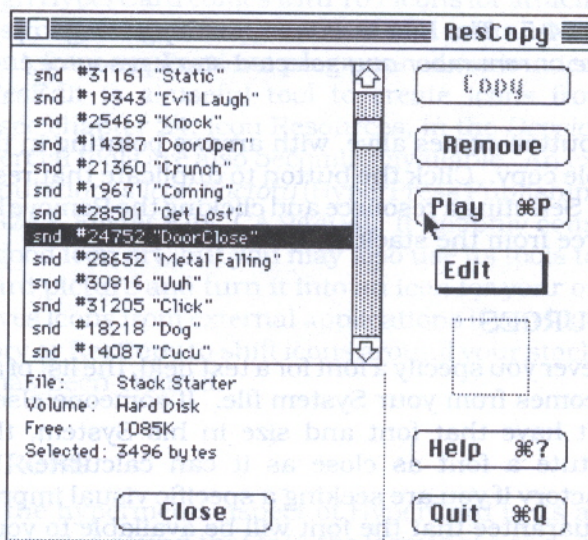 ResCopy
snd #31161 "Static"
snd #19343 "Evil Laugh"
snd #25469 "Knock"
snd #14387 "DoorOpen"
snd #19671 "Coming"
snd #28501 "Get Lost!"
snd #24752 "DoorClose"
snd #28652 "Metal Falling"
snd #30816 "Uuh"
snd #31205 "Click"
snd #18218 "Dog"
snd #14087 "Cucu"
Copy
Remove
Play ⌘P
Edit
File: Stack Starter
Volume: Hard Disk
Free: 1085K
Selected: 3496 bytes
Help ⌘?
Close
Quit ⌘Q